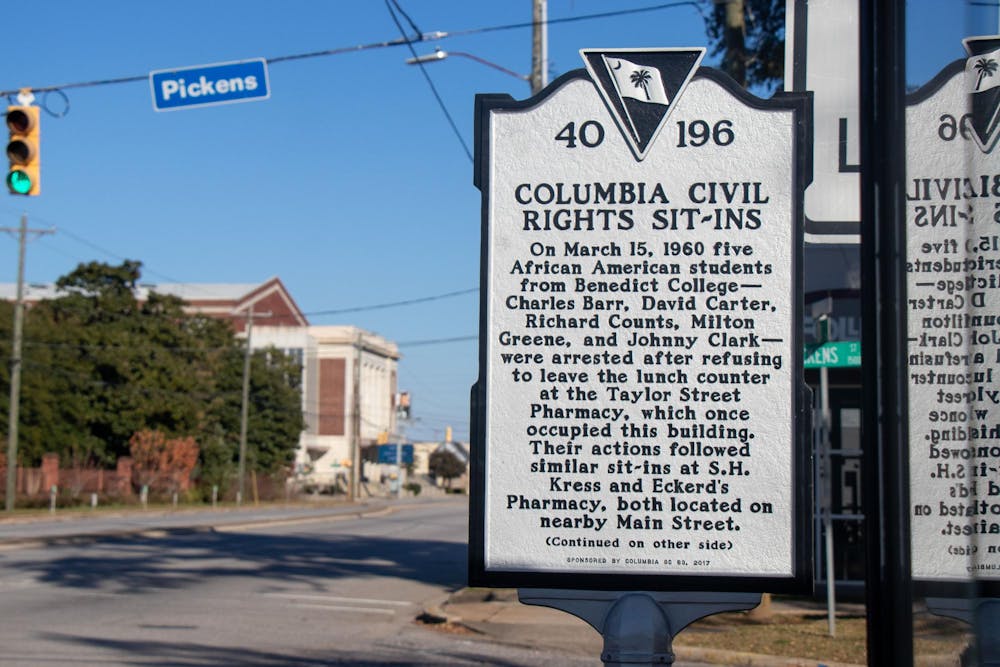 Pickens
40 196
COLUMBIA CIVIL
RIGHTS SIT-INS
On March 15, 1960 five
African American students
from Benedict College—
Charles Barr, David Carter,
Richard Counts, Milton
Greene, and Johnny Clark—
were arrested after refusing
to leave the lunch counter
at the Taylor Street
Pharmacy, which once
occupied this building.
Their actions followed
similar sit-ins at S.H.
Kress and Eckerd's
Pharmacy, both located on
nearby Main Street.
(Continued on other side)
SPONSORED BY COLUMBIA SC 63, 2017
KENS ST